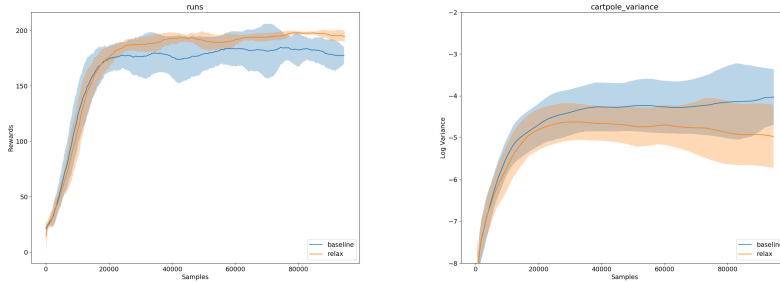 runs
200
150
100
50
0
Rewards
0
20000
40000
60000
80000
Samples
baseline
relax
cartpole_variance
−2
−3
−4
−5
−6
−7
−8
Log Variance
0
20000
40000
60000
80000
Samples
baseline
relax